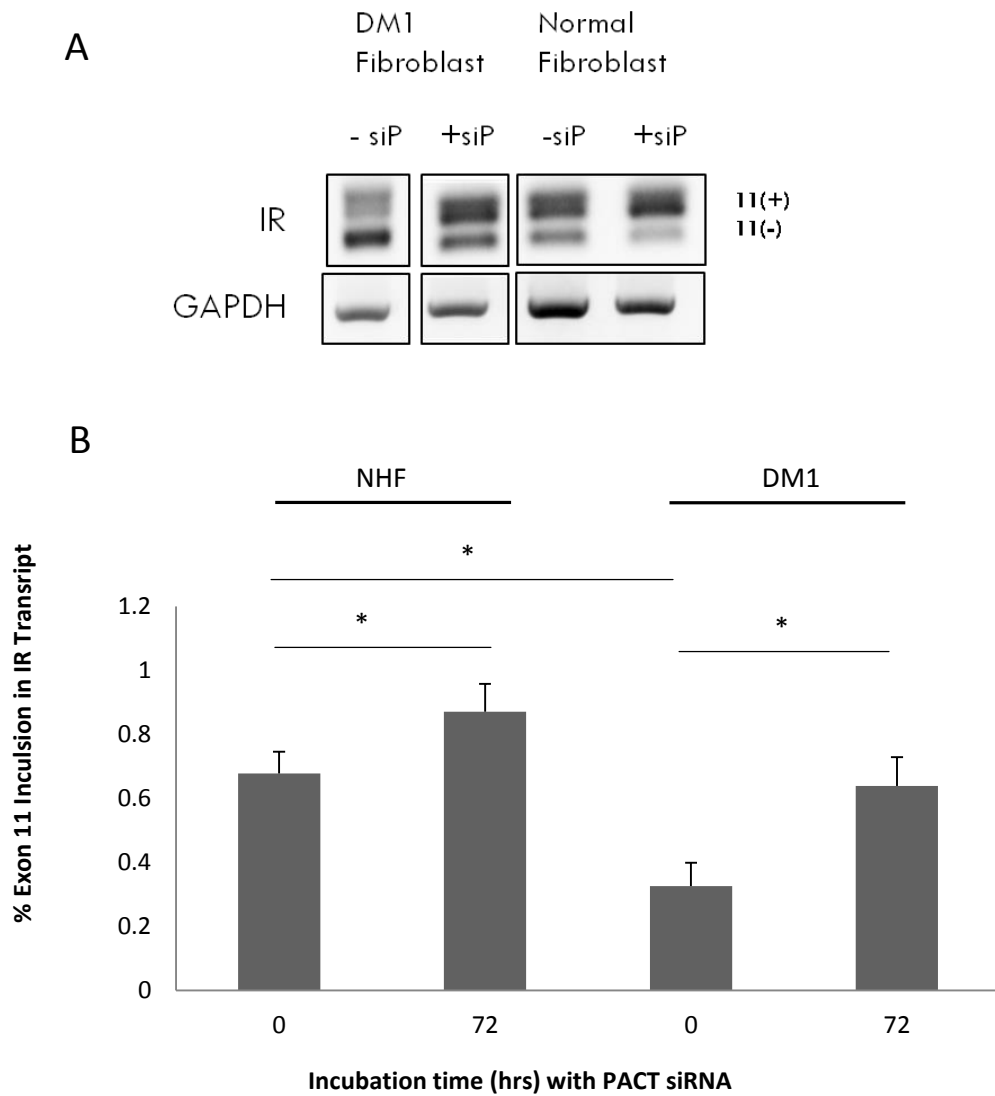 A
DM1 Fibroblast
Normal Fibroblast
- siP +siP -siP +siP
IR
11(+)
11(-)
GAPDH
B
NHF DM1
*
* *
% Exon 11 Inculsion in IR Transript
1.2
1
0.8
0.6
0.4
0.2
0
0 72 0 72
Incubation time (hrs) with PACT siRNA